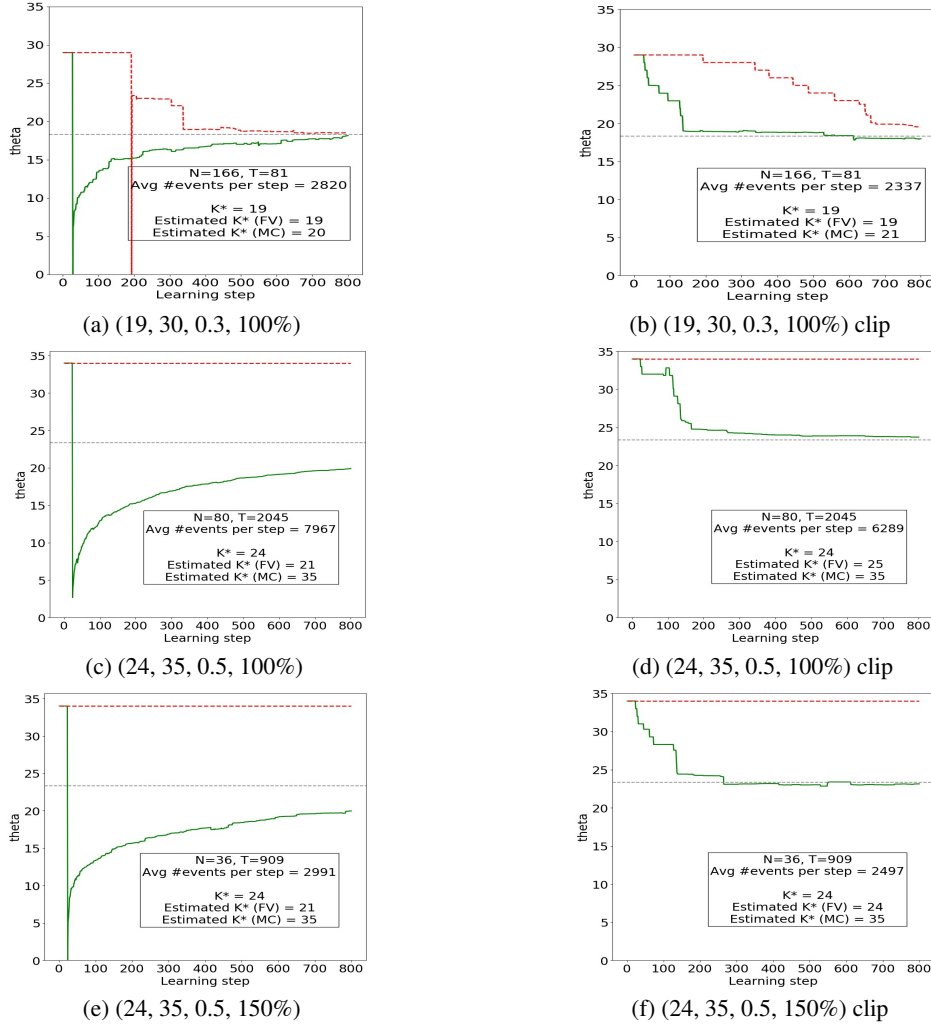 35
30
25
20
15
10
5
0
theta
N=166, T=81
Avg #events per step = 2820
K* = 19
Estimated K* (FV) = 19
Estimated K* (MC) = 20
0 100 200 300 400 500 600 700 800
Learning step
(a) (19, 30, 0.3, 100%)
35
30
25
20
15
10
5
0
theta
N=166, T=81
Avg #events per step = 2337
K* = 19
Estimated K* (FV) = 19
Estimated K* (MC) = 21
0 100 200 300 400 500 600 700 800
Learning step
(b) (19, 30, 0.3, 100%) clip
35
30
25
20
15
10
5
0
theta
N=80, T=2045
Avg #events per step = 7967
K* = 24
Estimated K* (FV) = 21
Estimated K* (MC) = 35
0 100 200 300 400 500 600 700 800
Learning step
(c) (24, 35, 0.5, 100%)
35
30
25
20
15
10
5
0
theta
N=80, T=2045
Avg #events per step = 6289
K* = 24
Estimated K* (FV) = 25
Estimated K* (MC) = 35
0 100 200 300 400 500 600 700 800
Learning step
(d) (24, 35, 0.5, 100%) clip
35
30
25
20
15
10
5
0
theta
N=36, T=909
Avg #events per step = 2991
K* = 24
Estimated K* (FV) = 21
Estimated K* (MC) = 35
0 100 200 300 400 500 600 700 800
Learning step
(e) (24, 35, 0.5, 150%)
35
30
25
20
15
10
5
0
theta
N=36, T=909
Avg #events per step = 2497
K* = 24
Estimated K* (FV) = 24
Estimated K* (MC) = 35
0 100 200 300 400 500 600 700 800
Learning step
(f) (24, 35, 0.5, 150%) clip